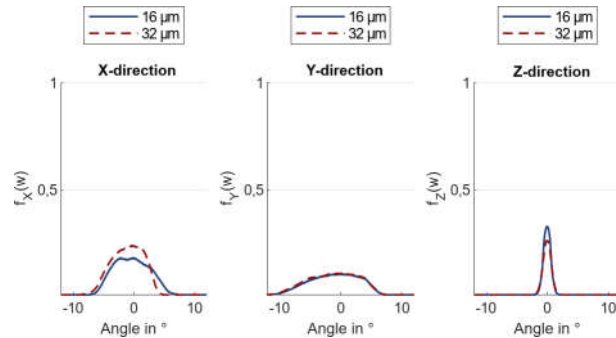 16 µm
32 µm
16 µm
32 µm
16 µm
32 µm
X-direction
Y-direction
Z-direction
1
0,5
f_X(w)
-10
0
10
Angle in °
1
0,5
f_Y(w)
-10
0
10
Angle in °
1
0,5
f_Z(w)
-10
0
10
Angle in °